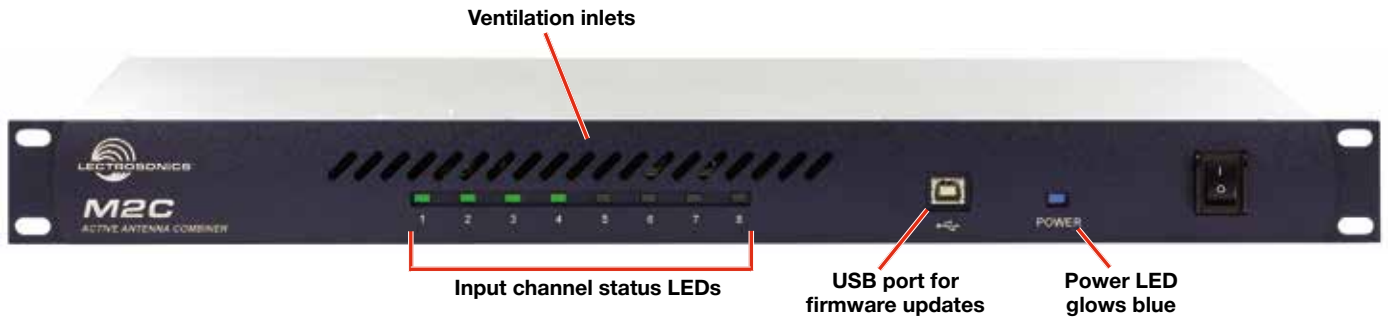 Ventilation inlets
LECTROSONICS
M2C
ACTIVE ANTENNA COMBINER
1 2 3 4 5 6 7 8
POWER
I
O
Input channel status LEDs
USB port for
firmware updates
Power LED
glows blue